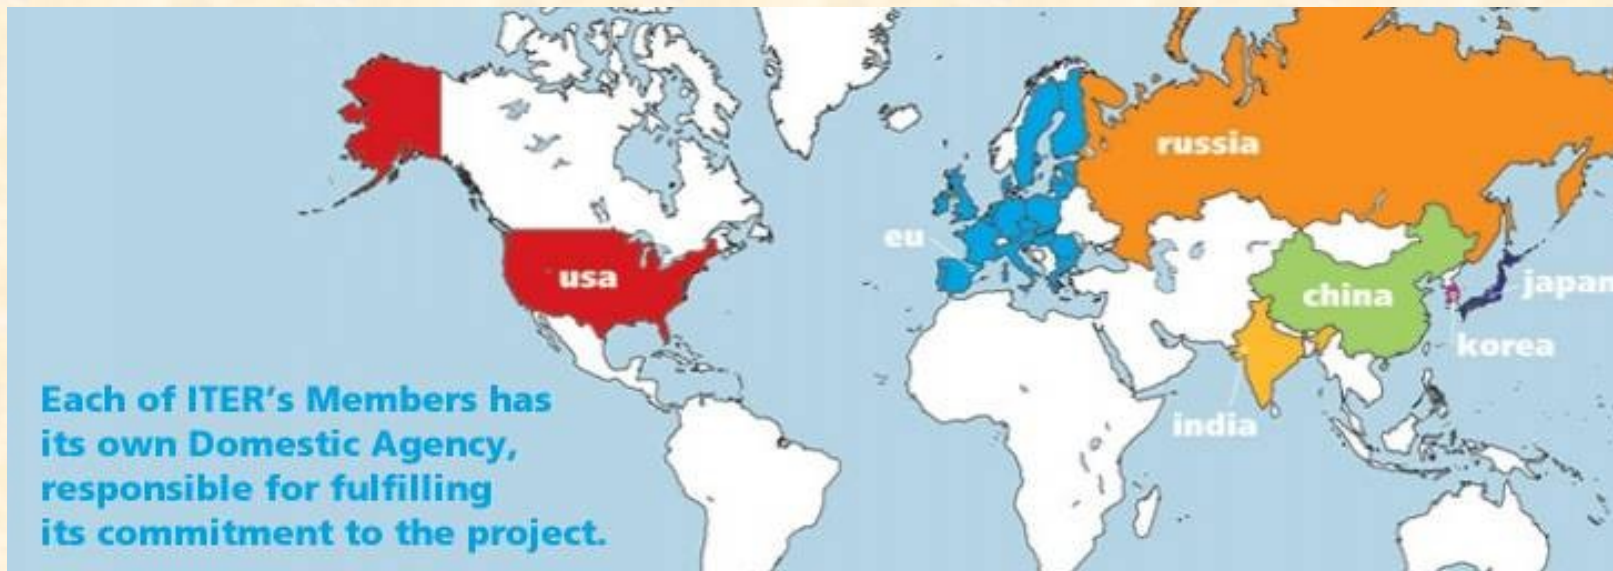 russia
eu
usa
china
japan
korea
india
Each of ITER's Members has
its own Domestic Agency,
responsible for fulfilling
its commitment to the project.